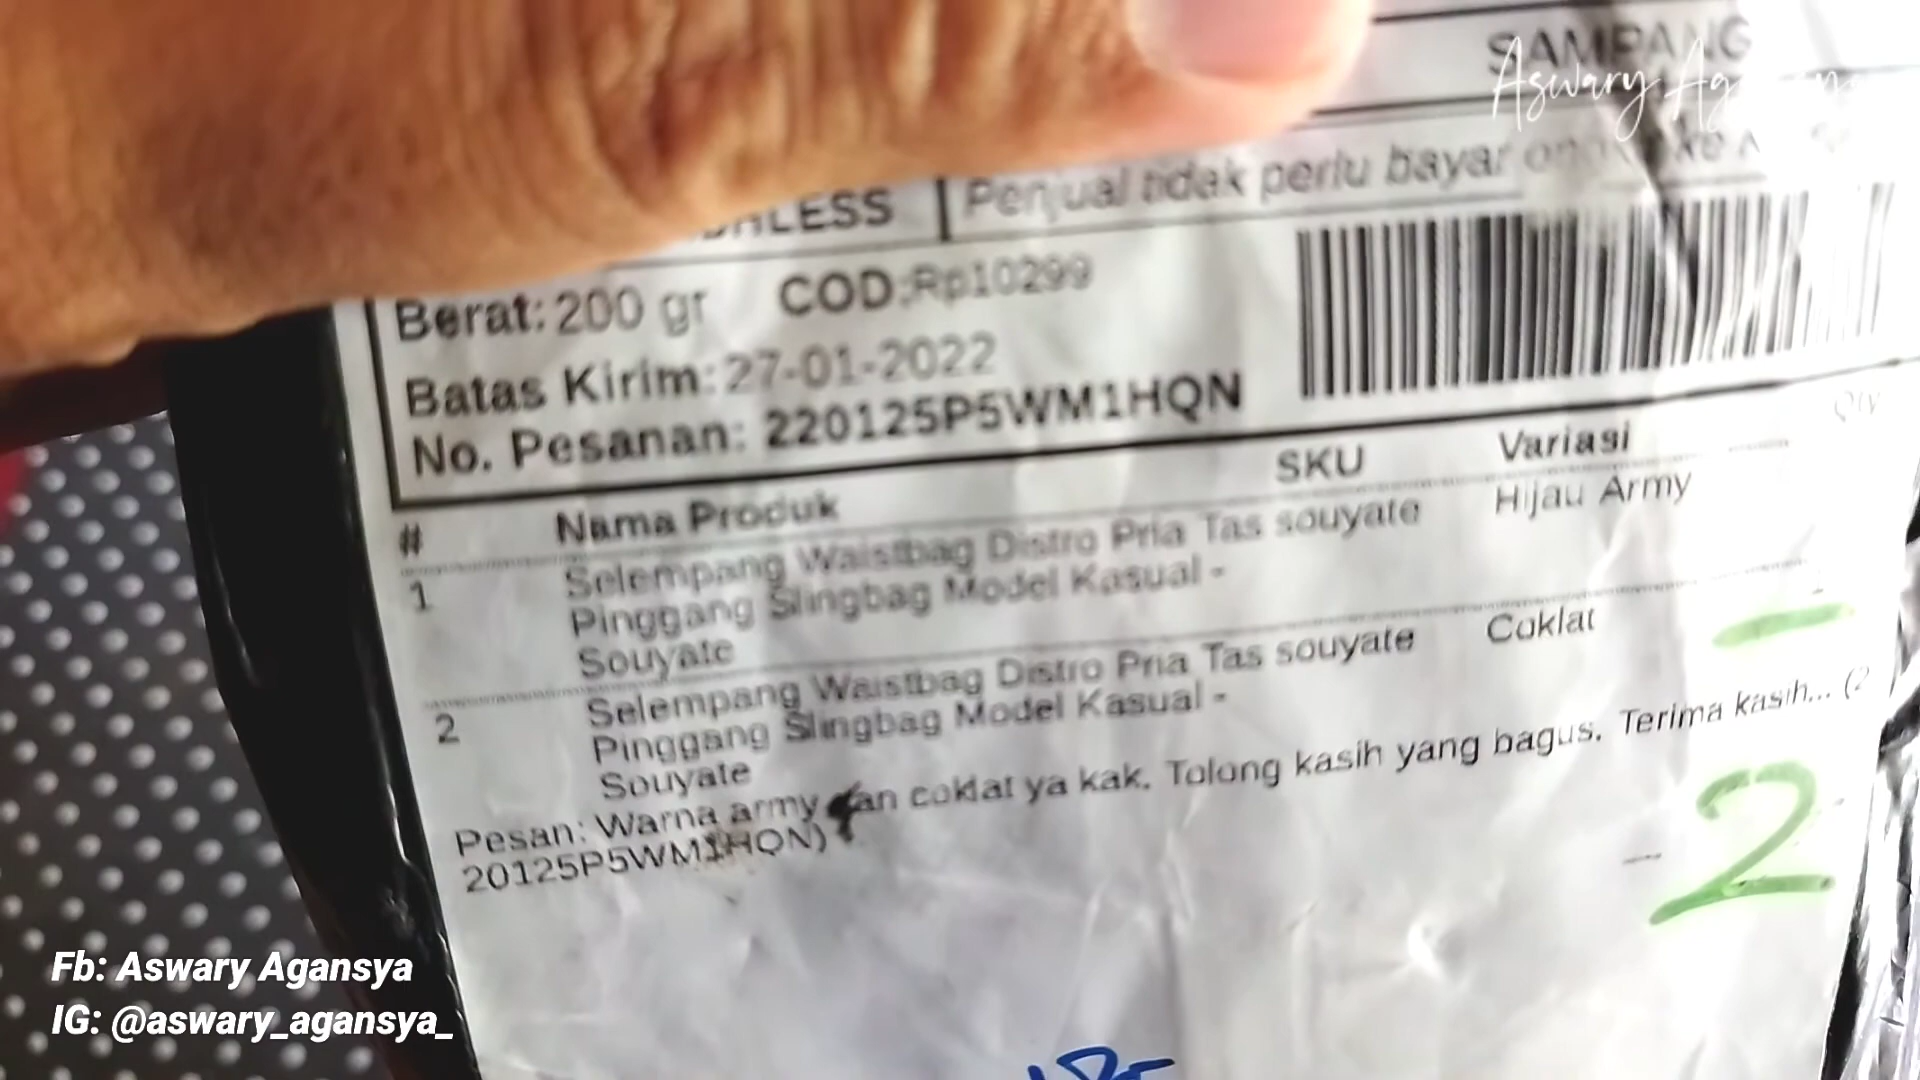 SAMPANG
Aswary Agansya
Penjual tidak perlu bayar
Berat: 200 gr COD:Rp10299
Batas Kirim: 27-01-2022
No. Pesanan: 220125P5WM1HQN
# Nama Produk SKU Variasi Qty
1 Selempang Waistbag Distro Pria Tas souyate Hijau Army
Pinggang Slingbag Model Kasual -
Souyate
2 Selempang Waistbag Distro Pria Tas souyate Coklat
Pinggang Slingbag Model Kasual -
Souyate
Pesan: Warna army dan coklat ya kak. Tolong kasih yang bagus. Terima kasih... (2
20125P5WM1HQN)
2
Fb: Aswary Agansya
IG: @aswary_agansya_